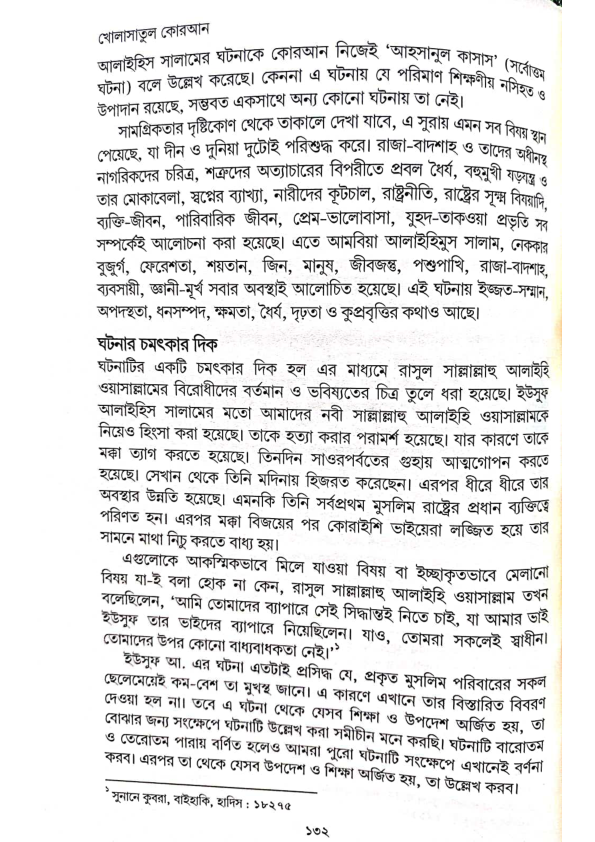 খোলাসাতুল কোরআন
আলাইহিস সালামের ঘটনাকে কোরআন নিজেই ‘আহসানুল কাসাস’ (সর্বোত্তম
ঘটনা) বলে উল্লেখ করেছে। কেননা এ ঘটনায় যে পরিমাণ শিক্ষণীয় নসিহত ও
উপাদান রয়েছে, সম্ভবত একসাথে অন্য কোনো ঘটনায় তা নেই।
সামগ্রিকতার দৃষ্টিকোণ থেকে তাকালে দেখা যাবে, এ সুরায় এমন সব বিষয় স্থান
পেয়েছে, যা দীন ও দুনিয়া দুটোই পরিশুদ্ধ করে। রাজা-বাদশাহ ও তাদের অধীনস্থ
নাগরিকদের চরিত্র, শত্রুদের অত্যাচারের বিপরীতে প্রবল ধৈর্য, বহুমুখী ষড়যন্ত্র ও
তার মোকাবেলা, স্বপ্নের ব্যাখ্যা, নারীদের কূটচাল, রাষ্ট্রনীতি, রাষ্ট্রের সূক্ষ্ম বিষয়াদি,
ব্যক্তি-জীবন, পারিবারিক জীবন, প্রেম-ভালোবাসা, যুহদ-তাকওয়া প্রভৃতি সব
সম্পর্কেই আলোচনা করা হয়েছে। এতে আমবিয়া আলাইহিমুস সালাম, নেককার
বুজুর্গ, ফেরেশতা, শয়তান, জিন, মানুষ, জীবজন্তু, পশুপাখি, রাজা-বাদশাহ,
ব্যবসায়ী, জ্ঞানী-মূর্খ সবার অবস্থাই আলোচিত হয়েছে। এই ঘটনায় ইজ্জত-সম্মান,
অপদস্থতা, ধনসম্পদ, ক্ষমতা, ধৈর্য, দৃঢ়তা ও কুপ্রবৃত্তির কথাও আছে।
ঘটনার চমৎকার দিক
ঘটনাটির একটি চমৎকার দিক হল এর মাধ্যমে রাসুল সাল্লাল্লাহু আলাইহি
ওয়াসাল্লামের বিরোধীদের বর্তমান ও ভবিষ্যতের চিত্র তুলে ধরা হয়েছে। ইউসুফ
আলাইহিস সালামের মতো আমাদের নবী সাল্লাল্লাহু আলাইহি ওয়াসাল্লামকে
নিয়েও হিংসা করা হয়েছে। তাকে হত্যা করার পরামর্শ হয়েছে। যার কারণে তাকে
মক্কা ত্যাগ করতে হয়েছে। তিনদিন সাওরপর্বতের গুহায় আত্মগোপন করতে
হয়েছে। সেখান থেকে তিনি মদিনায় হিজরত করেছেন। এরপর ধীরে ধীরে তার
অবস্থার উন্নতি হয়েছে। এমনকি তিনি সর্বপ্রথম মুসলিম রাষ্ট্রের প্রধান ব্যক্তিত্বে
পরিণত হন। এরপর মক্কা বিজয়ের পর কোরাইশি ভাইয়েরা লজ্জিত হয়ে তার
সামনে মাথা নিচু করতে বাধ্য হয়।
এগুলোকে আকস্মিকভাবে মিলে যাওয়া বিষয় বা ইচ্ছাকৃতভাবে মেলানো
বিষয় যা-ই বলা হোক না কেন, রাসুল সাল্লাল্লাহু আলাইহি ওয়াসাল্লাম তখন
বলেছিলেন, ‘আমি তোমাদের ব্যাপারে সেই সিদ্ধান্তই নিতে চাই, যা আমার ভাই
ইউসুফ তার ভাইদের ব্যাপারে নিয়েছিলেন। যাও, তোমরা সকলেই স্বাধীন।
তোমাদের উপর কোনো বাধ্যবাধকতা নেই।’১
ইউসুফ আ. এর ঘটনা এতটাই প্রসিদ্ধ যে, প্রকৃত মুসলিম পরিবারের সকল
ছেলেমেয়েই কম-বেশ তা মুখস্থ জানে। এ কারণে এখানে তার বিস্তারিত বিবরণ
দেওয়া হল না। তবে এ ঘটনা থেকে যেসব শিক্ষা ও উপদেশ অর্জিত হয়, তা
বোঝার জন্য সংক্ষেপে ঘটনাটি উল্লেখ করা সমীচীন মনে করছি। ঘটনাটি বারোতম
ও তেরোতম পারায় বর্ণিত হলেও আমরা পুরো ঘটনাটি সংক্ষেপে এখানেই বর্ণনা
করব। এরপর তা থেকে যেসব উপদেশ ও শিক্ষা অর্জিত হয়, তা উল্লেখ করব।
১ সুনানে কুবরা, বাইহাকি, হাদিস : ১৮২৭৫
১৩২